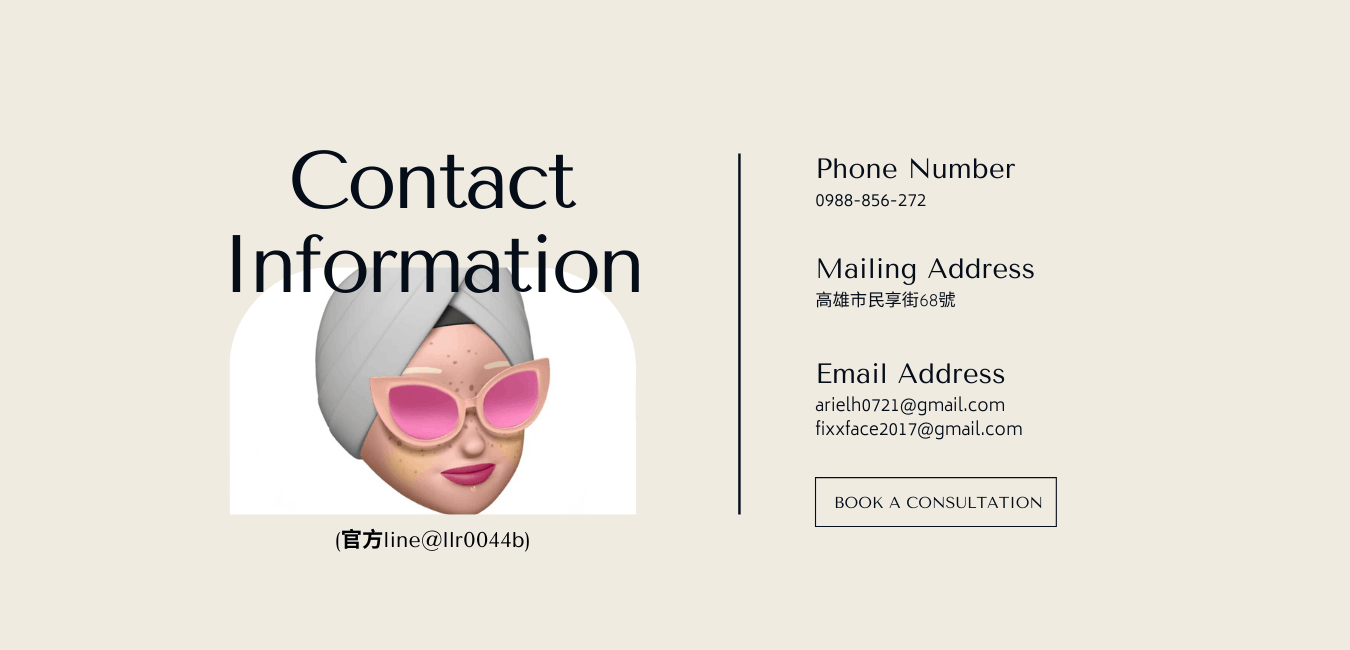 Contact
Information
(官方line@llr0044b)
Phone Number
0988-856-272
Mailing Address
高雄市民享街68號
Email Address
arielh0721@gmail.com
fixxface2017@gmail.com
BOOK A CONSULTATION